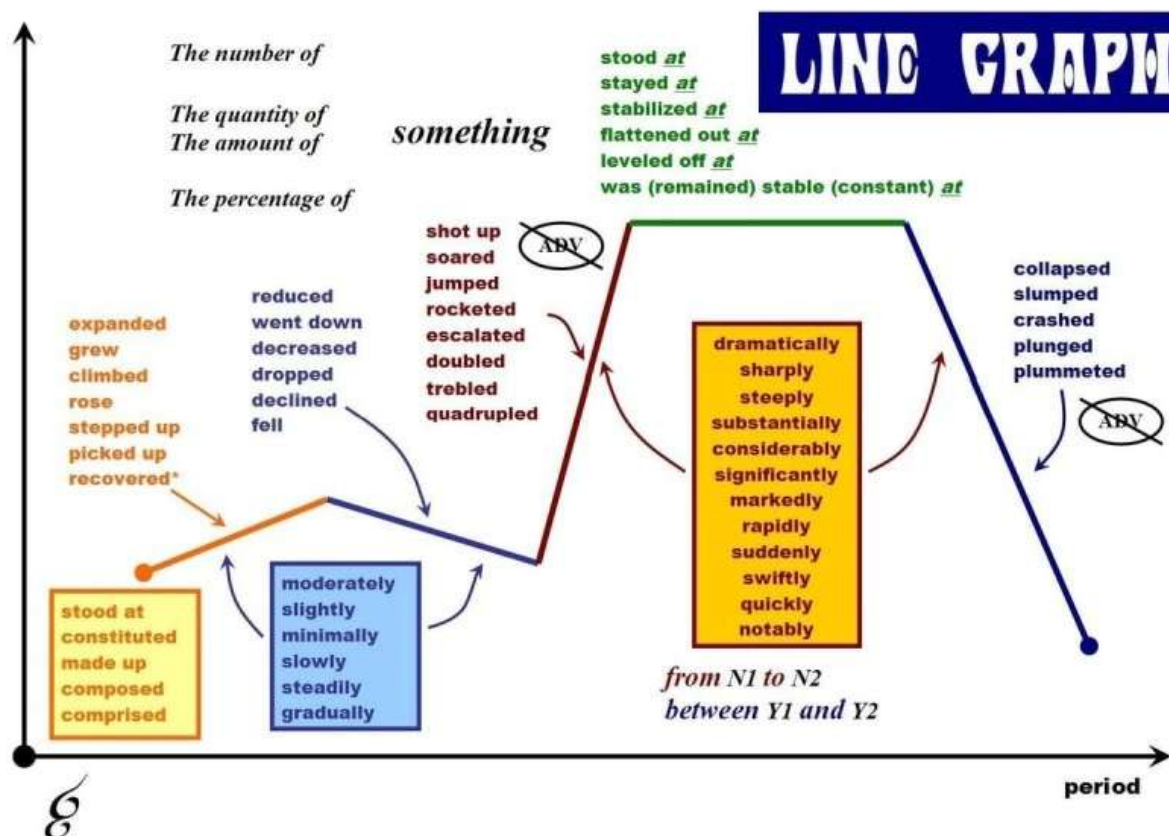 LINE GRAPH
The number of
The quantity of
The amount of
The percentage of
something
stood at
stayed at
stabilized at
flattened out at
leveled off at
was (remained) stable (constant) at
expanded
grew
climbed
rose
stepped up
picked up
recovered*
reduced
went down
decreased
dropped
declined
fell
shot up
soared
jumped
rocketed
escalated
doubled
trebled
quadrupled
ADV
dramatically
sharply
steeply
substantially
considerably
significantly
markedly
rapidly
suddenly
swiftly
quickly
notably
collapsed
slumped
crashed
plunged
plummeted
ADV
stood at
constituted
made up
composed
comprised
moderately
slightly
minimally
slowly
steadily
gradually
from N1 to N2
between Y1 and Y2
period